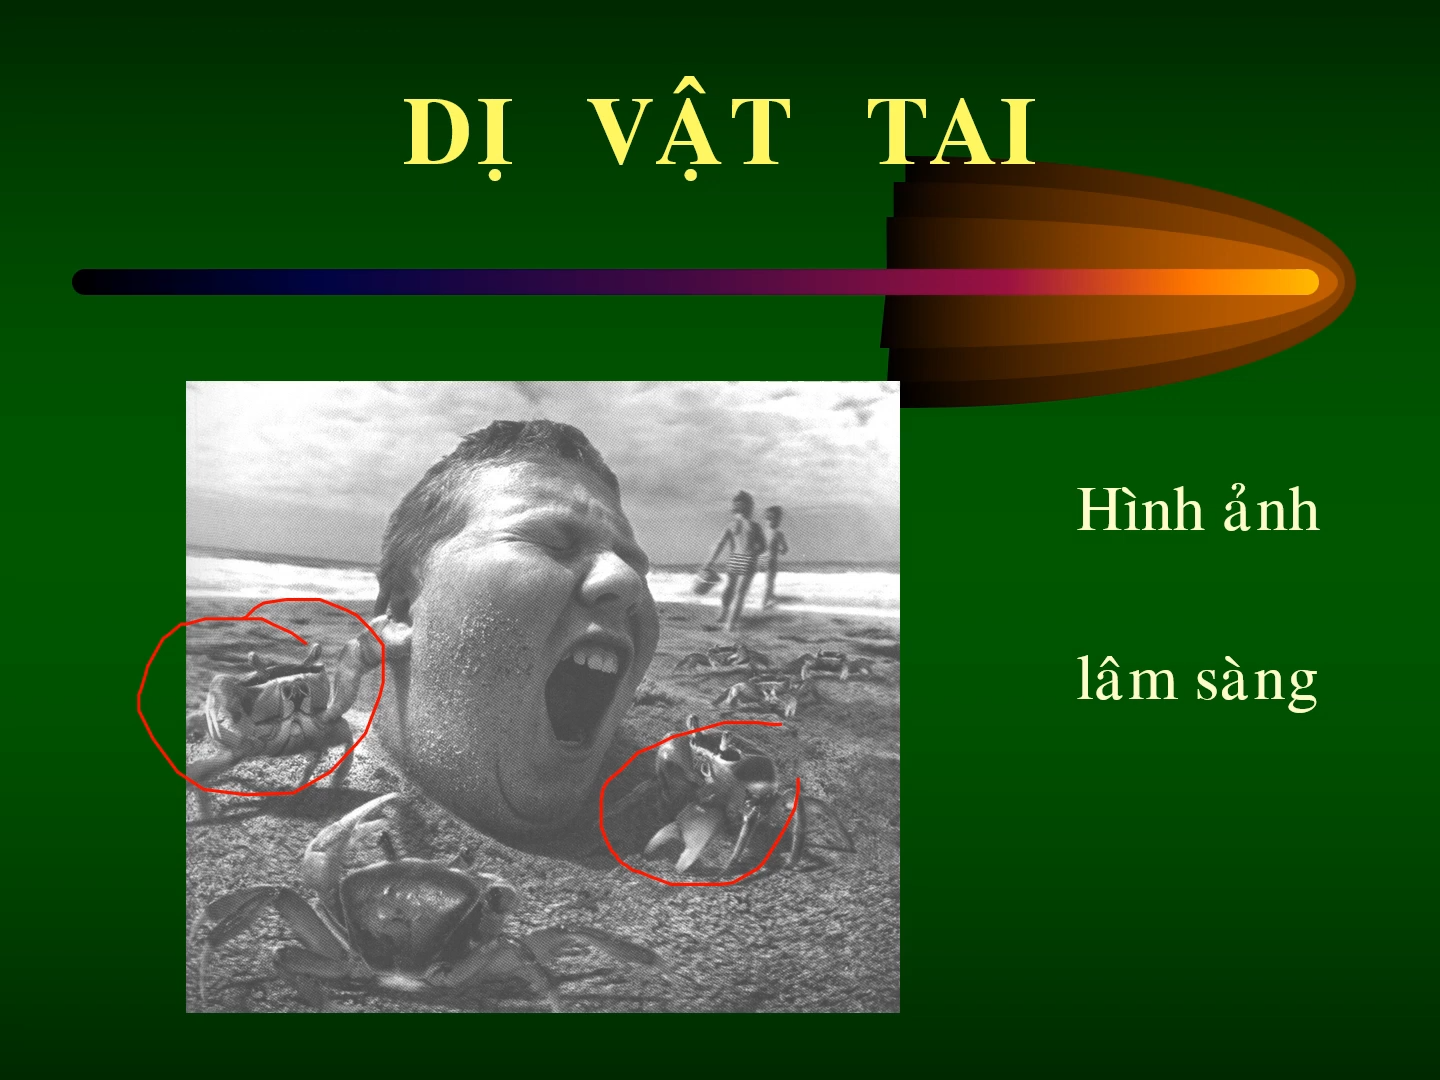 DỊ VẬT TAI
Hình ảnh
lâm sàng